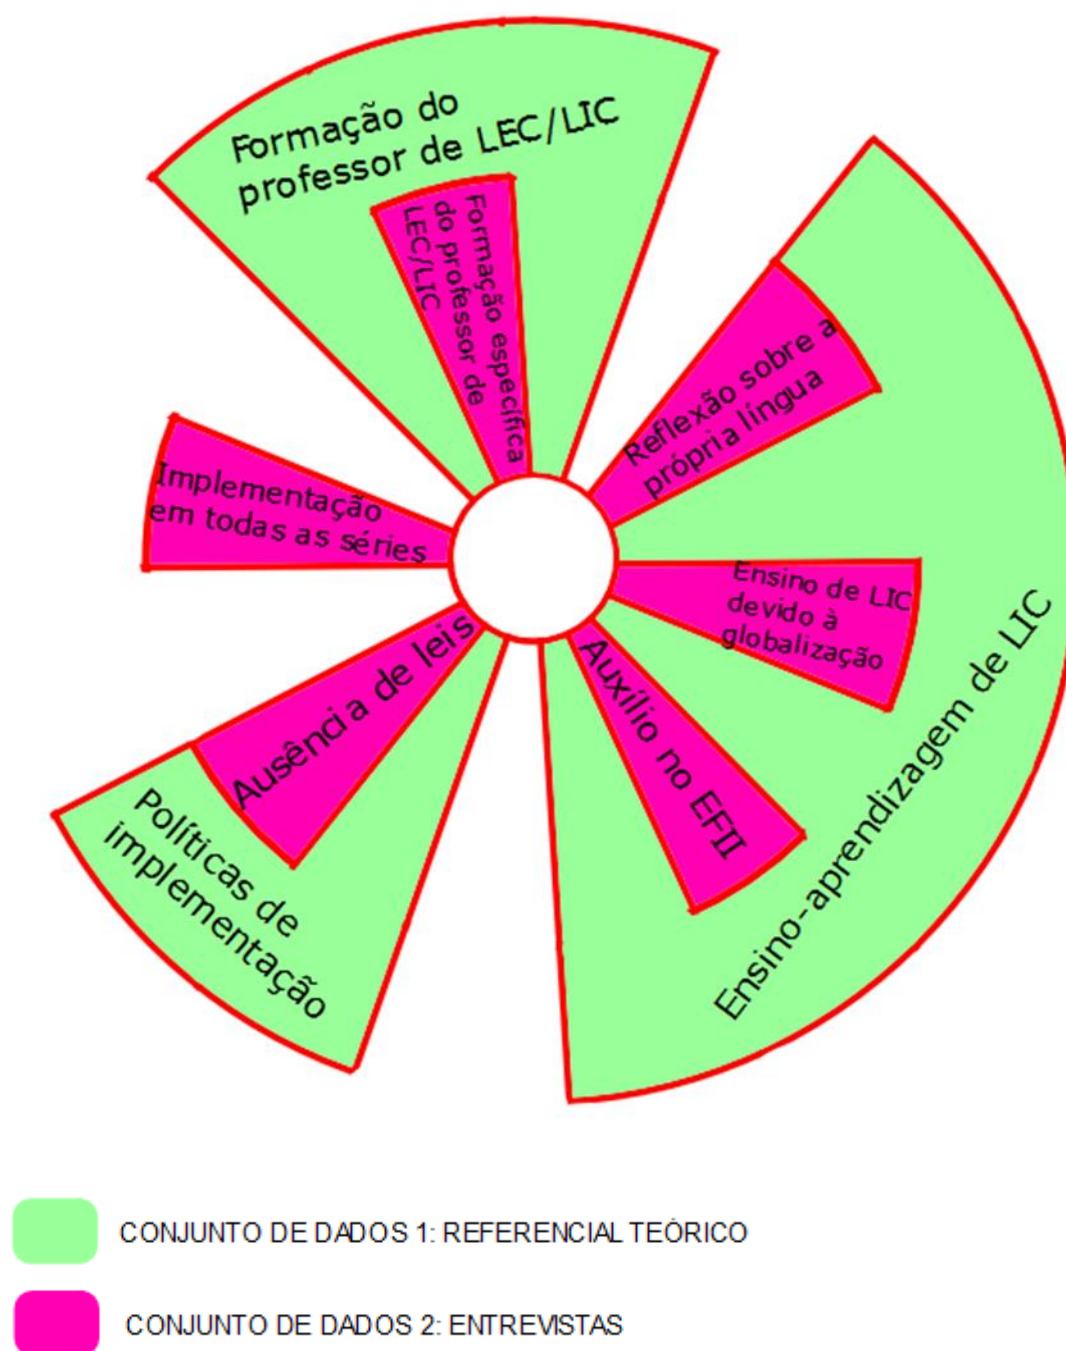 Formação do
professor de LEC/LIC
Formação específica
do professor de
LEC/LIC
Reflexão sobre a
própria língua
Implementação
em todas as séries
Ensino de LIC
devido à
globalização
Ensino-aprendizagem de LIC
Auxílio no EFII
Ausência de leis
Políticas de
implementação
CONJUNTO DE DADOS 1: REFERENCIAL TEÓRICO
CONJUNTO DE DADOS 2: ENTREVISTAS